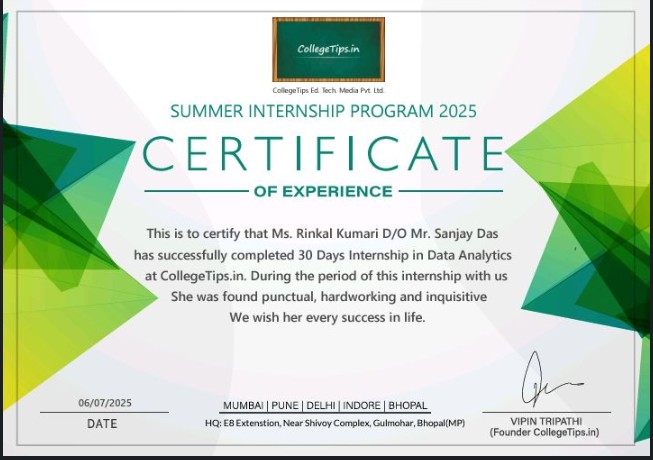 CollegeTips.in
CollegeTips Ed. Tech. Media Pvt. Ltd.
SUMMER INTERNSHIP PROGRAM 2025
CERTIFICATE
OF EXPERIENCE
This is to certify that Ms. Rinkal Kumari D/O Mr. Sanjay Das
has successfully completed 30 Days Internship in Data Analytics
at CollegeTips.in. During the period of this internship with us
She was found punctual, hardworking and inquisitive
We wish her every success in life.
06/07/2025
DATE
MUMBAI | PUNE | DELHI | INDORE | BHOPAL
HQ: E8 Extenstion, Near Shivoy Complex, Gulmohar, Bhopal(MP)
VIPIN TRIPATHI
(Founder CollegeTips.in)